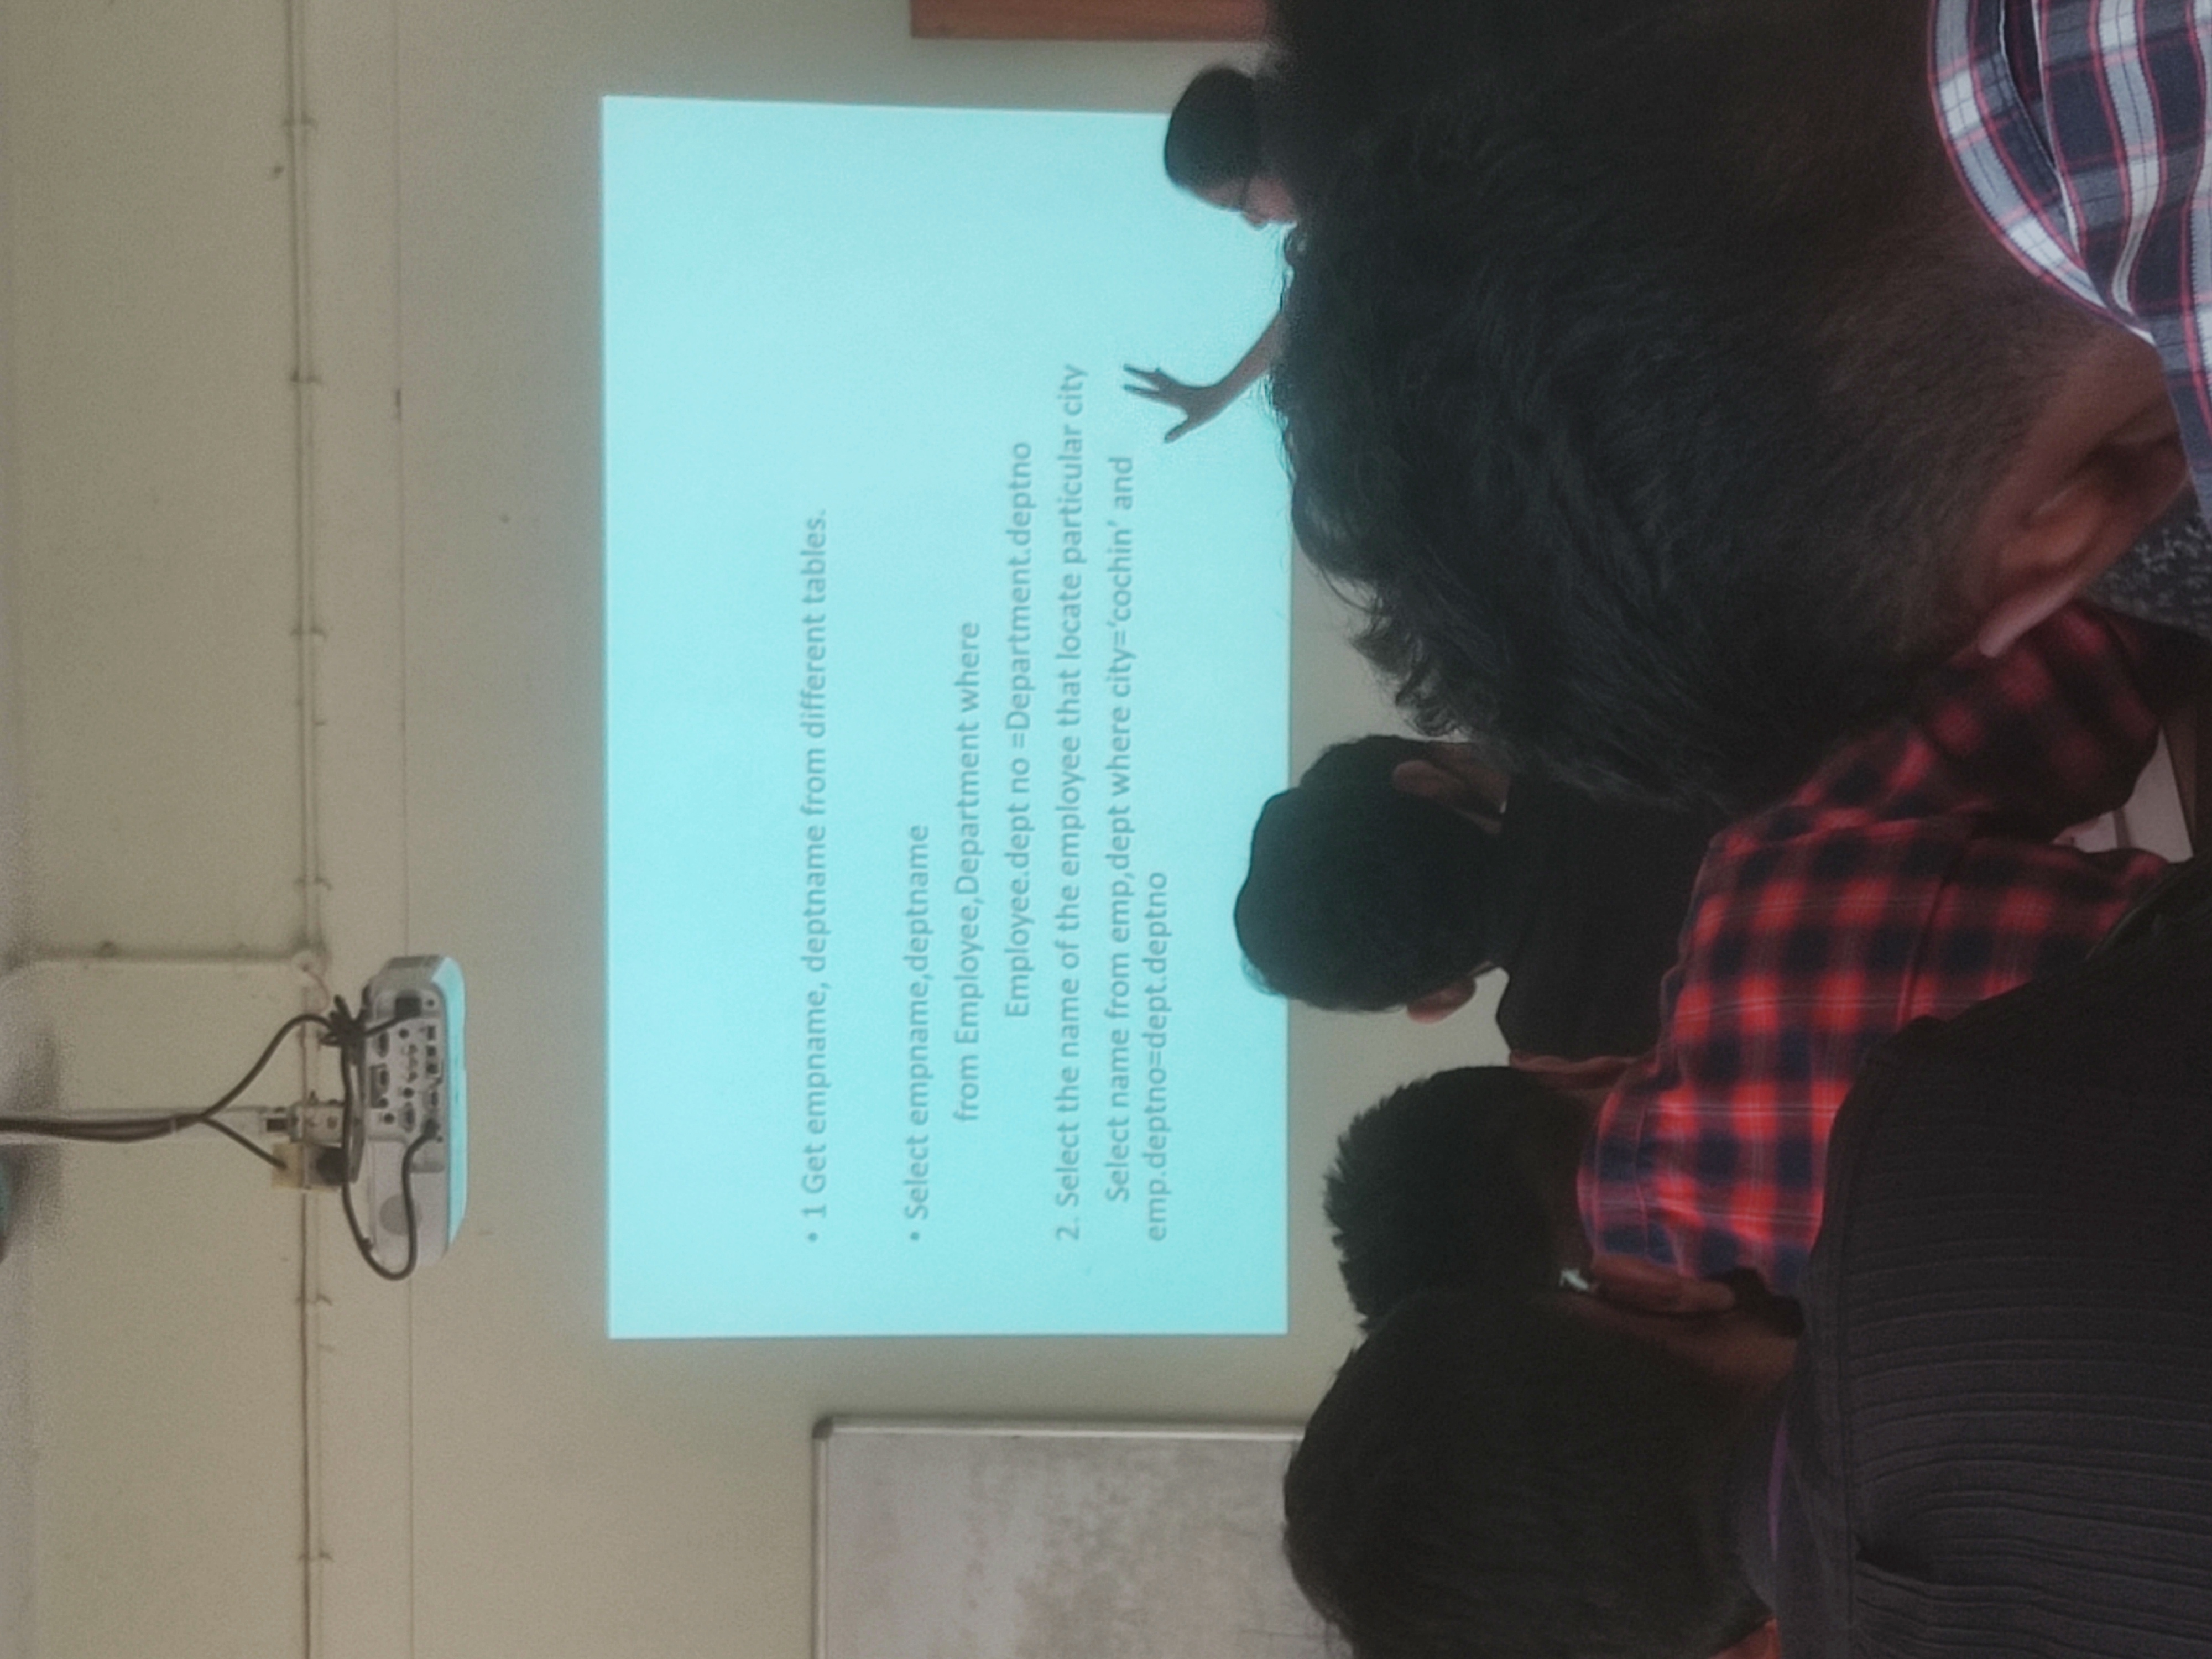 • 1 Get empname, deptname from different tables.
• Select empname,deptname
from Employee,Department where
Employee.dept no =Department.deptno
2. Select the name of the employee that locate particular city
Select name from emp,dept where city=‘cochin’ and
emp.deptno=dept.deptno